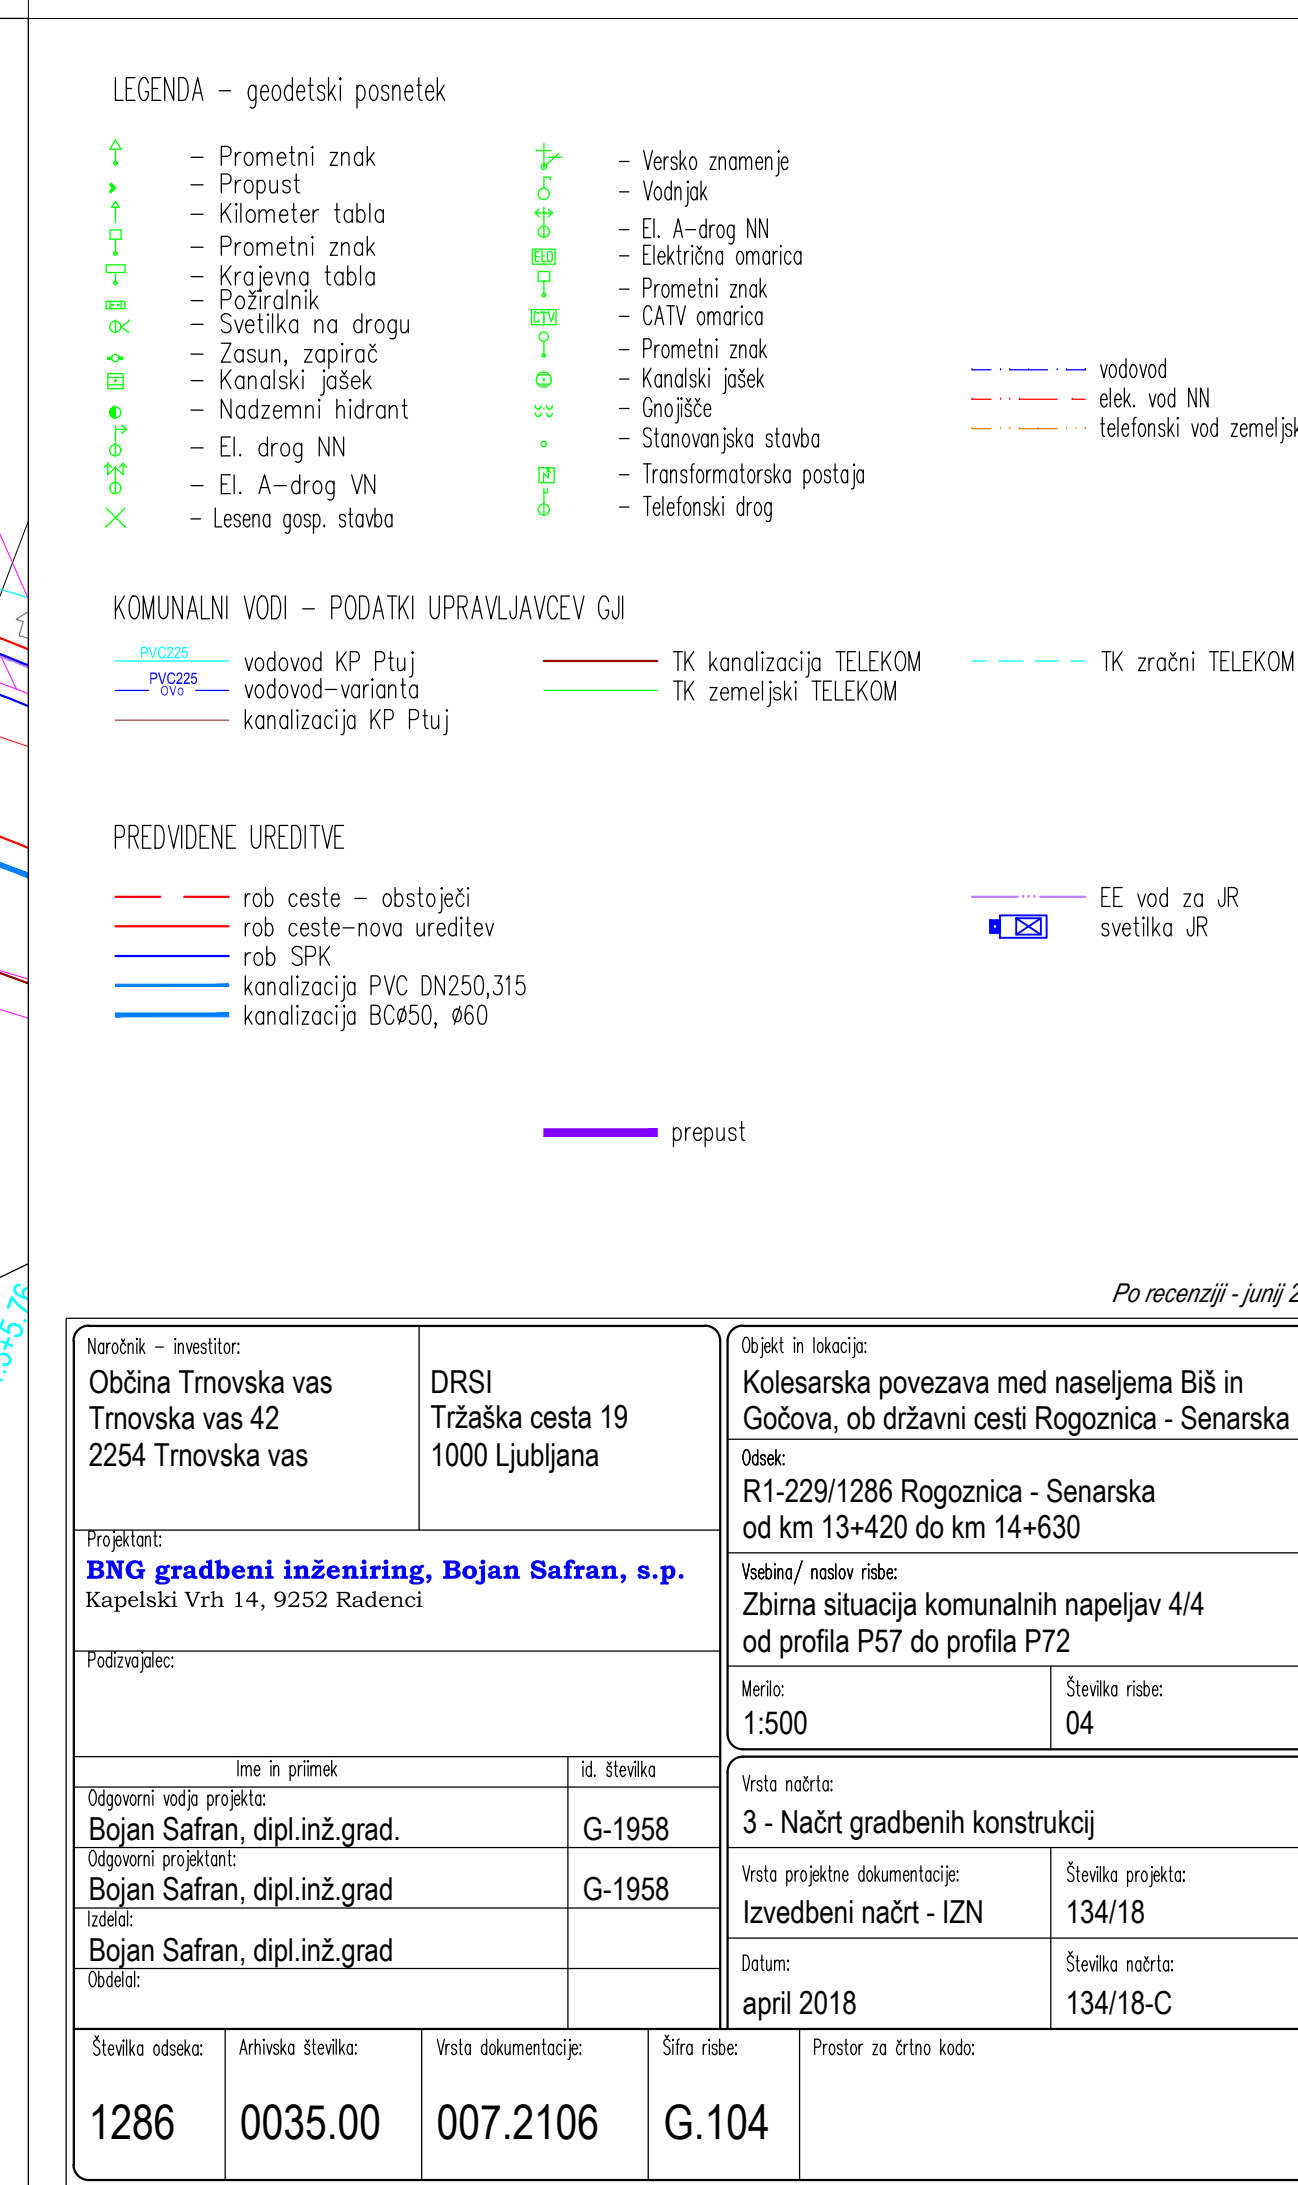 LEGENDA – geodetski posnetek
– Prometni znak
– Propust
– Kilometer tabla
– Prometni znak
– Krajevna tabla
– Požiralnik
– Svetilka na drogu
– Zasun, zapirač
– Kanalski jašek
– Nadzemni hidrant
– El. drog NN
– El. A–drog VN
– Lesena gosp. stavba
– Versko znamenje
– Vodnjak
– El. A–drog NN
ELO – Električna omarica
– Prometni znak
CTV – CATV omarica
– Prometni znak
– Kanalski jašek
– Gnojišče
– Stanovanjska stavba
– Transformatorska postaja
– Telefonski drog
vodovod
elek. vod NN
telefonski vod
KOMUNALNI VODI – PODATKI UPRAVLJAVCEV GJI
PVC225 vodovod KP Ptuj
PVC225 OVO vodovod–varianta
kanalizacija KP Ptuj
TK kanalizacija TELEKOM
TK zemeljski TELEKOM
TK zračni TELEKOM
PREDVIDENE UREDITVE
rob ceste – obstoječi
rob ceste–nova ureditev
rob SPK
kanalizacija PVC DN250,315
kanalizacija BCø50, ø60
EE vod za JR
svetilka JR
prepust
Po recenziji - junij
Naročnik – investitor:
Občina Trnovska vas
Trnovska vas 42
2254 Trnovska vas
DRSI
Tržaška cesta 19
1000 Ljubljana
Projektant:
BNG gradbeni inženiring, Bojan Safran, s.p.
Kapelski Vrh 14, 9252 Radenci
Podizvajalec:
Ime in priimek id. številka
Odgovorni vodja projekta:
Bojan Safran, dipl.inž.grad. G-1958
Odgovorni projektant:
Bojan Safran, dipl.inž.grad G-1958
Izdelal:
Bojan Safran, dipl.inž.grad
Obdelal:
Objekt in lokacija:
Kolesarska povezava med naseljema Biš in
Gočova, ob državni cesti Rogoznica - Senarska
Odsek:
R1-229/1286 Rogoznica - Senarska
od km 13+420 do km 14+630
Vsebina/ naslov risbe:
Zbirna situacija komunalnih napeljav 4/4
od profila P57 do profila P72
Merilo: Številka risbe:
1:500 04
Vrsta načrta:
3 - Načrt gradbenih konstrukcij
Vrsta projektne dokumentacije: Številka projekta:
Izvedbeni načrt - IZN 134/18
Datum: Številka načrta:
april 2018 134/18-C
Številka odseka: Arhivska številka: Vrsta dokumentacije: Šifra risbe: Prostor za črtno kodo:
1286 0035.00 007.2106 G.104